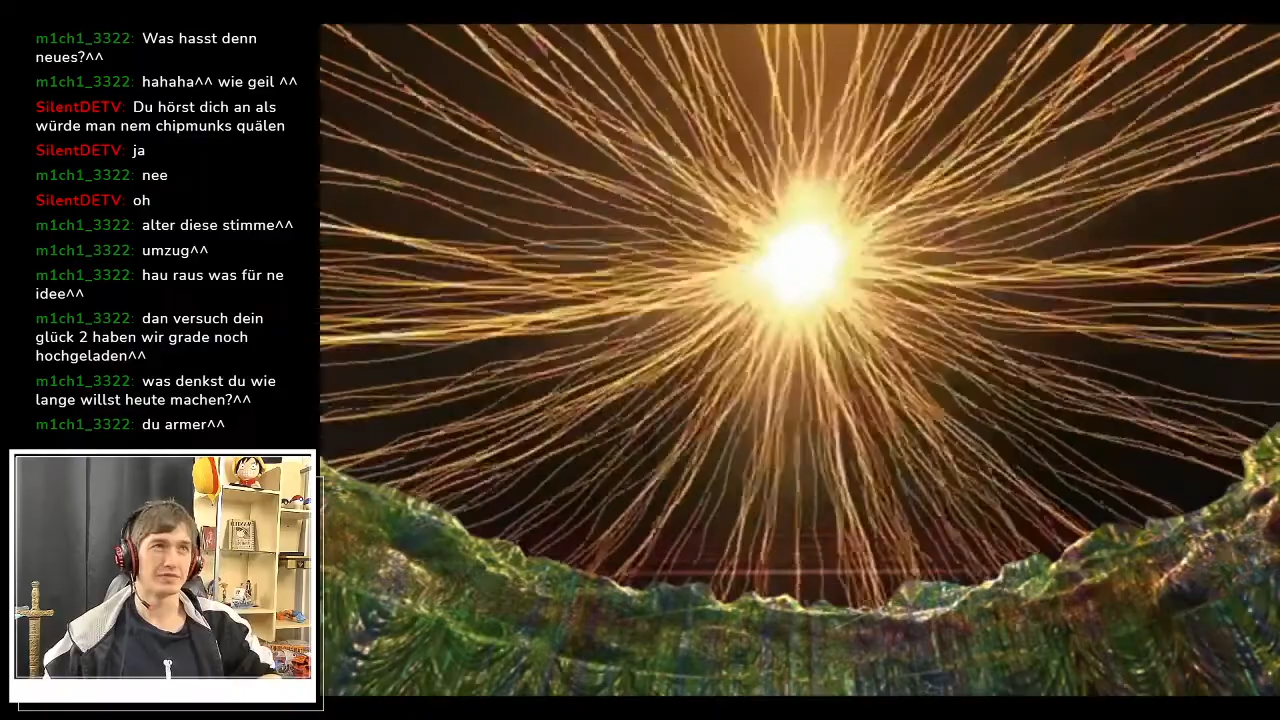 m1ch1_3322: Was hasst denn
neues?^^
m1ch1_3322: hahaha^^ wie geil ^^
SilentDETV: Du hörst dich an als
würde man nem chipmunks quälen
SilentDETV: ja
m1ch1_3322: nee
SilentDETV: oh
m1ch1_3322: alter diese stimme^^
m1ch1_3322: umzug^^
m1ch1_3322: hau raus was für ne
idee^^
m1ch1_3322: dan versuch dein
glück 2 haben wir grade noch
hochgeladen^^
m1ch1_3322: was denkst du wie
lange willst heute machen?^^
m1ch1_3322: du armer^^